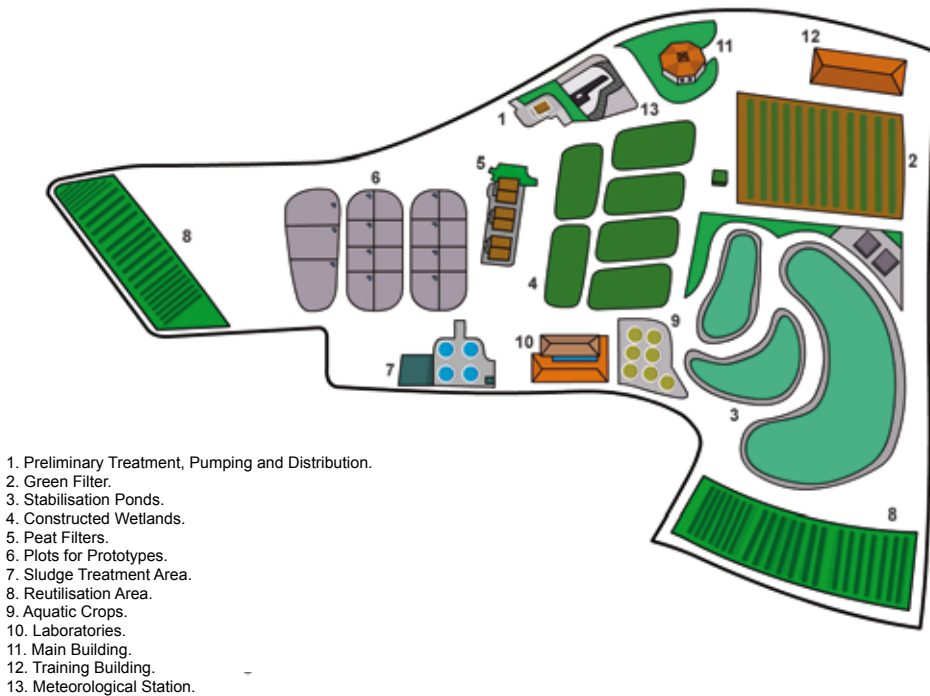 12
11
13
1
5
2
6
8
4
9
10
7
3
8
1. Preliminary Treatment, Pumping and Distribution.
2. Green Filter.
3. Stabilisation Ponds.
4. Constructed Wetlands.
5. Peat Filters.
6. Plots for Prototypes.
7. Sludge Treatment Area.
8. Reutilisation Area.
9. Aquatic Crops.
10. Laboratories.
11. Main Building.
12. Training Building.
13. Meteorological Station.